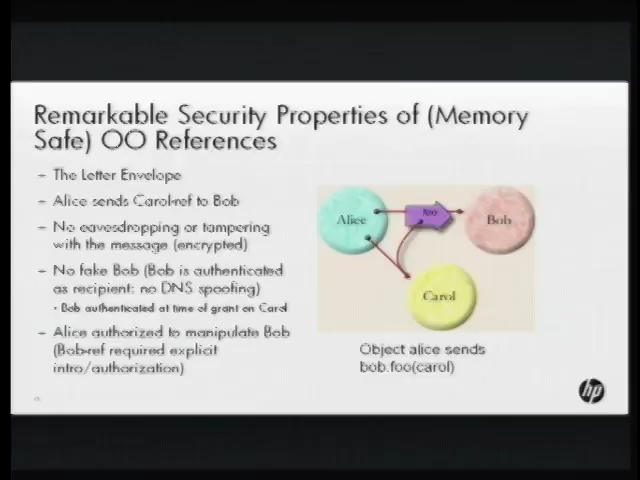 Remarkable Security Properties of (Memory
Safe) OO References
– The Letter Envelope
– Alice sends Carol-ref to Bob
– No eavesdropping or tampering
with the message (encrypted)
– No fake Bob (Bob is authenticated
as recipient: no DNS spoofing)
• Bob authenticated at time of grant on Carol
– Alice authorized to manipulate Bob
(Bob-ref required explicit
intro/authorization)
Alice
foo
Bob
Carol
Object alice sends
bob.foo(carol)
hp